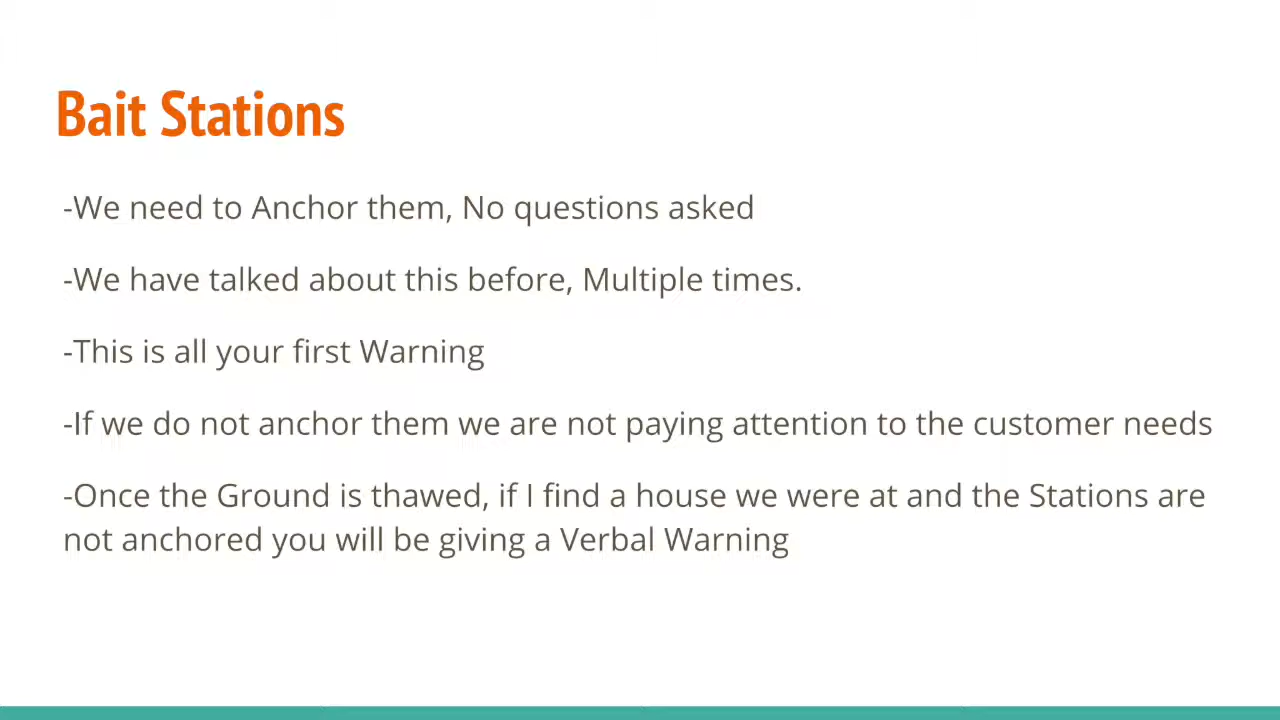 Bait Stations
-We need to Anchor them, No questions asked
-We have talked about this before, Multiple times.
-This is all your first Warning
-If we do not anchor them we are not paying attention to the customer needs
-Once the Ground is thawed, if I find a house we were at and the Stations are
not anchored you will be giving a Verbal Warning